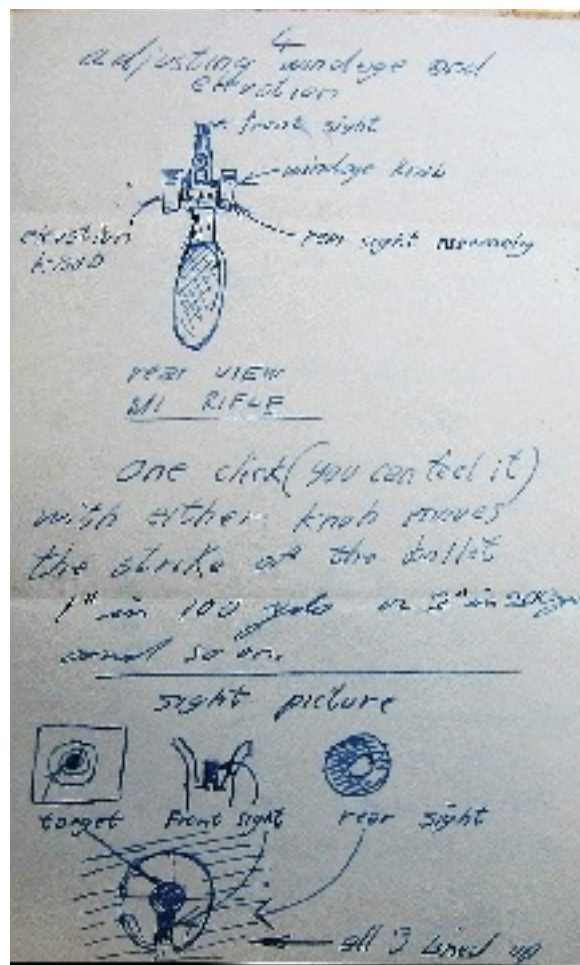 4
adjusting windage and
elevation
front sight
windage knob
elevation
knob
rear sight assembly
rear VIEW
M1 RIFLE
One click (you can feel it)
with either knob moves
the strike of the bullet
1" in 100 yds or 2" in 200 yds
and so on.
sight picture
target
front sight
rear sight
all 3 lined up